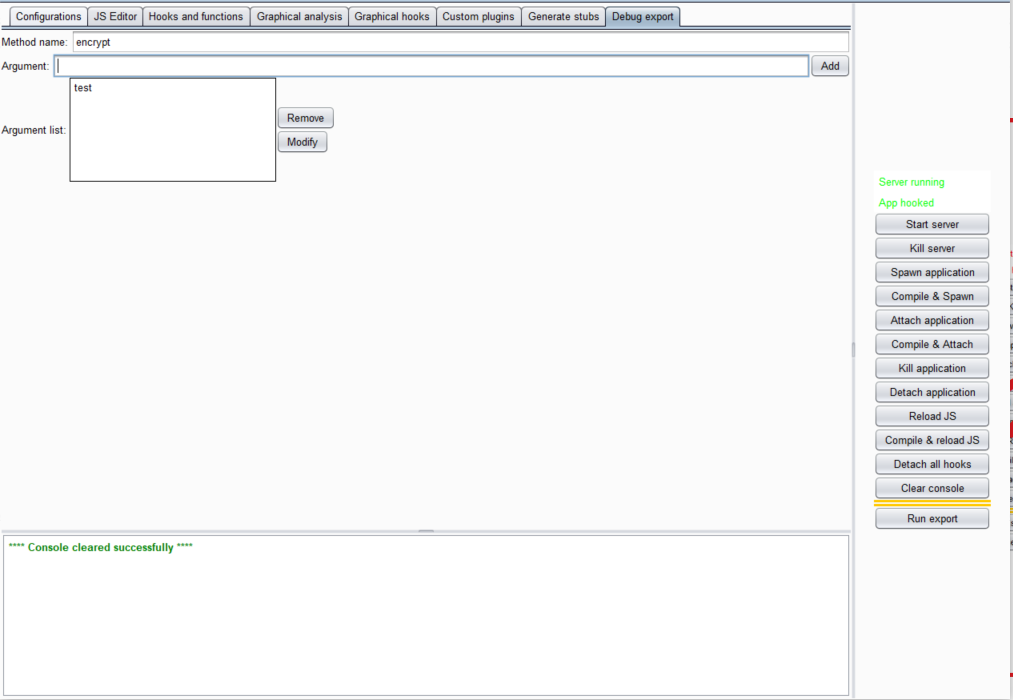 Configurations JS Editor Hooks and functions Graphical analysis Graphical hooks Custom plugins Generate stubs Debug export
Method name: encrypt
Argument: Add
test
Argument list:
Remove
Modify
Server running
App hooked
Start server
Kill server
Spawn application
Compile & Spawn
Attach application
Compile & Attach
Kill application
Detach application
Reload JS
Compile & reload JS
Detach all hooks
Clear console
Run export
**** Console cleared successfully ****